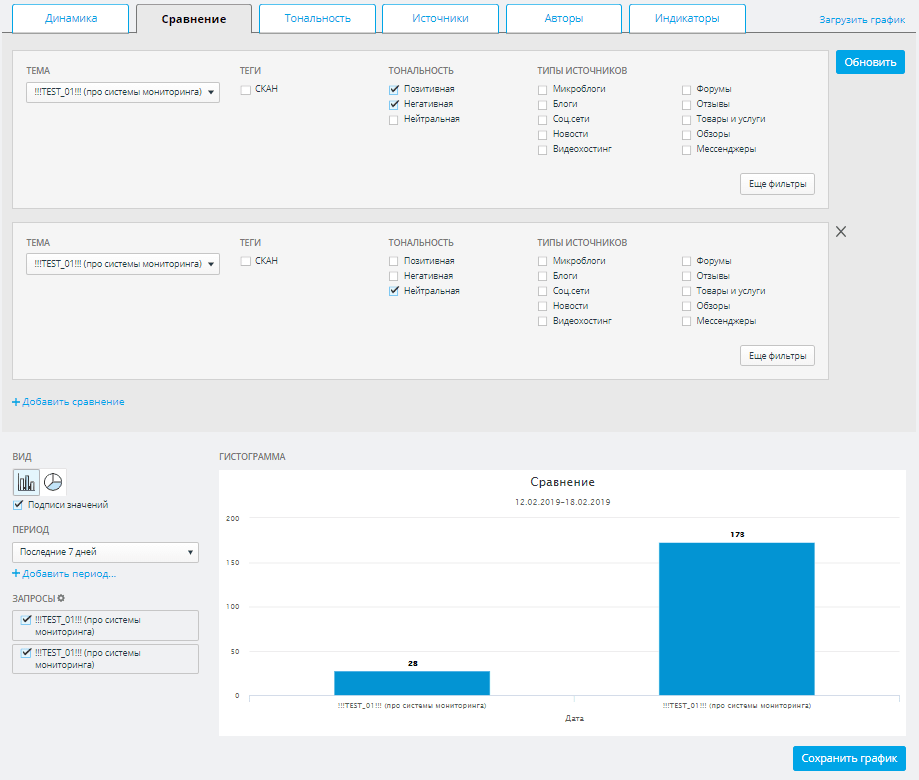 Динамика
Сравнение
Тональность
Источники
Авторы
Индикаторы
Загрузить график
Обновить
ТЕМА
!!!TEST_01!!! (про системы мониторинга)
ТЕГИ
СКАН
ТОНАЛЬНОСТЬ
Позитивная
Негативная
Нейтральная
ТИПЫ ИСТОЧНИКОВ
Микроблоги
Блоги
Соц.сети
Новости
Видеохостинг
Форумы
Отзывы
Товары и услуги
Обзоры
Мессенджеры
Еще фильтры
ТЕМА
!!!TEST_01!!! (про системы мониторинга)
ТЕГИ
СКАН
ТОНАЛЬНОСТЬ
Позитивная
Негативная
Нейтральная
ТИПЫ ИСТОЧНИКОВ
Микроблоги
Блоги
Соц.сети
Новости
Видеохостинг
Форумы
Отзывы
Товары и услуги
Обзоры
Мессенджеры
Еще фильтры
+ Добавить сравнение
ВИД
Подписи значений
ПЕРИОД
Последние 7 дней
+ Добавить период...
ЗАПРОСЫ
!!!TEST_01!!! (про системы
мониторинга)
!!!TEST_01!!! (про системы
мониторинга)
ГИСТОГРАММА
Сравнение
12.02.2019–18.02.2019
200
150
100
50
0
28
173
!!!TEST_01!!! (про системы мониторинга)
!!!TEST_01!!! (про системы мониторинга)
Дата
Сохранить график